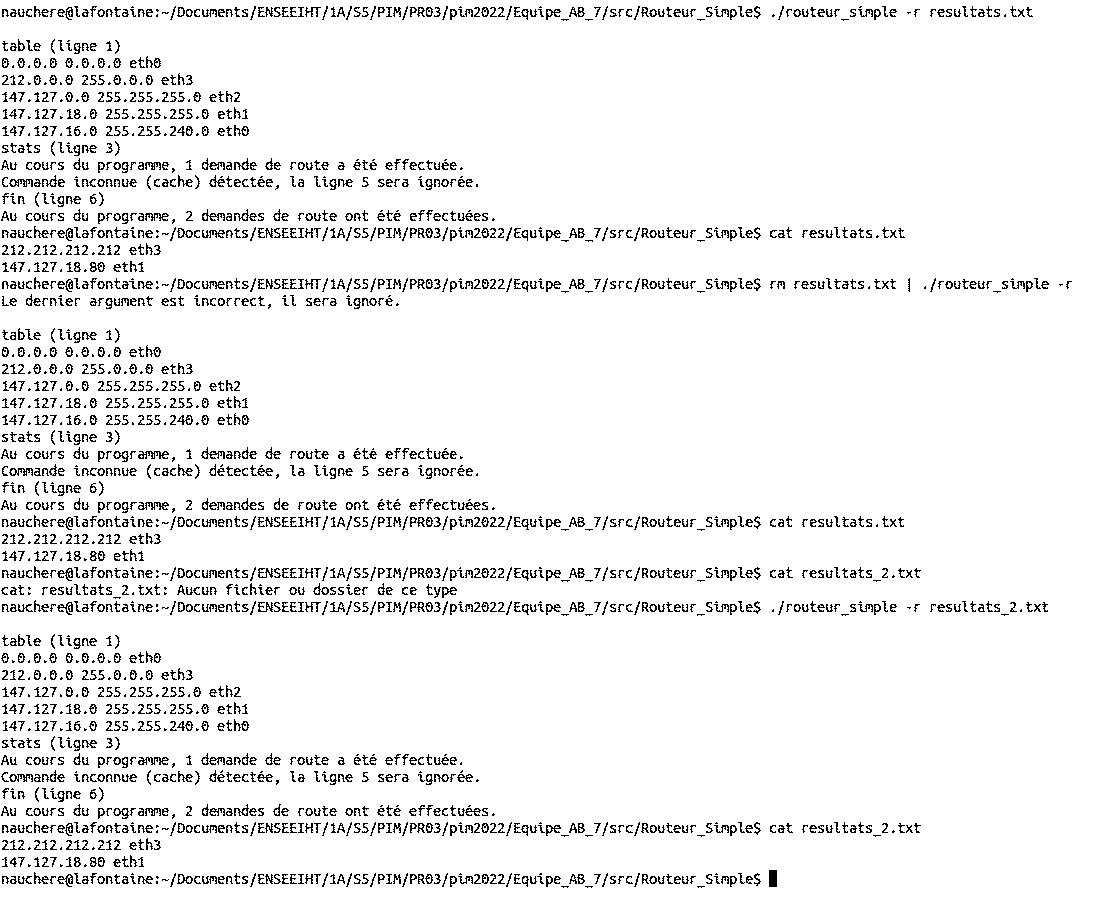 nauchere@lafontaine:~/Documents/ENSEEIHT/1A/S5/PIM/PR03/pim2022/Equipe_AB_7/src/Routeur_Simple$ ./routeur_simple -r resultats.txt
table (ligne 1)
0.0.0.0 0.0.0.0 eth0
212.0.0.0 255.0.0.0 eth3
147.127.0.0 255.255.255.0 eth2
147.127.18.0 255.255.255.0 eth1
147.127.16.0 255.255.240.0 eth0
stats (ligne 3)
Au cours du programme, 1 demande de route a été effectuée.
Commande inconnue (cache) détectée, la ligne 5 sera ignorée.
fin (ligne 6)
Au cours du programme, 2 demandes de route ont été effectuées.
nauchere@lafontaine:~/Documents/ENSEEIHT/1A/S5/PIM/PR03/pim2022/Equipe_AB_7/src/Routeur_Simple$ cat resultats.txt
212.212.212.212 eth3
147.127.18.80 eth1
nauchere@lafontaine:~/Documents/ENSEEIHT/1A/S5/PIM/PR03/pim2022/Equipe_AB_7/src/Routeur_Simple$ rm resultats.txt | ./routeur_simple -r
Le dernier argument est incorrect, il sera ignoré.
table (ligne 1)
0.0.0.0 0.0.0.0 eth0
212.0.0.0 255.0.0.0 eth3
147.127.0.0 255.255.255.0 eth2
147.127.18.0 255.255.255.0 eth1
147.127.16.0 255.255.240.0 eth0
stats (ligne 3)
Au cours du programme, 1 demande de route a été effectuée.
Commande inconnue (cache) détectée, la ligne 5 sera ignorée.
fin (ligne 6)
Au cours du programme, 2 demandes de route ont été effectuées.
nauchere@lafontaine:~/Documents/ENSEEIHT/1A/S5/PIM/PR03/pim2022/Equipe_AB_7/src/Routeur_Simple$ cat resultats.txt
212.212.212.212 eth3
147.127.18.80 eth1
nauchere@lafontaine:~/Documents/ENSEEIHT/1A/S5/PIM/PR03/pim2022/Equipe_AB_7/src/Routeur_Simple$ cat resultats_2.txt
cat: resultats_2.txt: Aucun fichier ou dossier de ce type
nauchere@lafontaine:~/Documents/ENSEEIHT/1A/S5/PIM/PR03/pim2022/Equipe_AB_7/src/Routeur_Simple$ ./routeur_simple -r resultats_2.txt
table (ligne 1)
0.0.0.0 0.0.0.0 eth0
212.0.0.0 255.0.0.0 eth3
147.127.0.0 255.255.255.0 eth2
147.127.18.0 255.255.255.0 eth1
147.127.16.0 255.255.240.0 eth0
stats (ligne 3)
Au cours du programme, 1 demande de route a été effectuée.
Commande inconnue (cache) détectée, la ligne 5 sera ignorée.
fin (ligne 6)
Au cours du programme, 2 demandes de route ont été effectuées.
nauchere@lafontaine:~/Documents/ENSEEIHT/1A/S5/PIM/PR03/pim2022/Equipe_AB_7/src/Routeur_Simple$ cat resultats_2.txt
212.212.212.212 eth3
147.127.18.80 eth1
nauchere@lafontaine:~/Documents/ENSEEIHT/1A/S5/PIM/PR03/pim2022/Equipe_AB_7/src/Routeur_Simple$